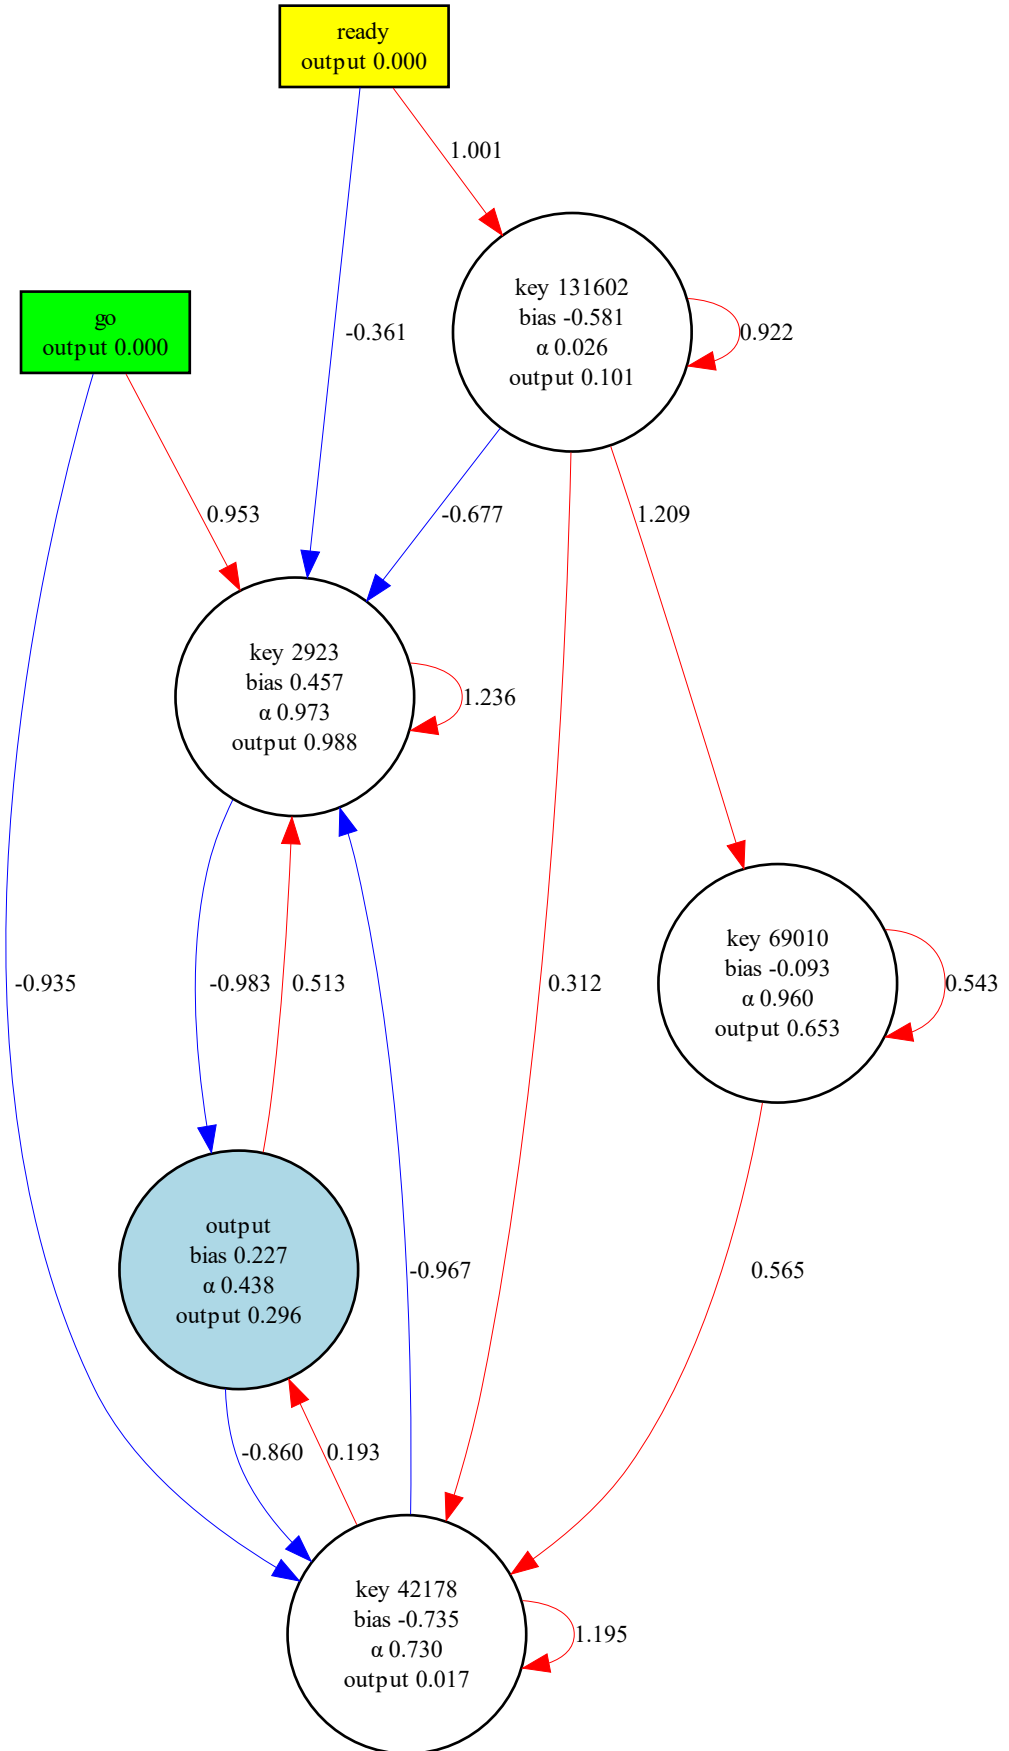 ready
output 0.000
1.001
key 131602
bias -0.581
α 0.026
output 0.101
0.922
go
output 0.000
-0.361
0.953
-0.677
1.209
key 2923
bias 0.457
α 0.973
output 0.988
1.236
key 69010
bias -0.093
α 0.960
output 0.653
0.543
-0.935
-0.983
0.513
0.312
output
bias 0.227
α 0.438
output 0.296
-0.967
0.565
-0.860
0.193
key 42178
bias -0.735
α 0.730
output 0.017
1.195